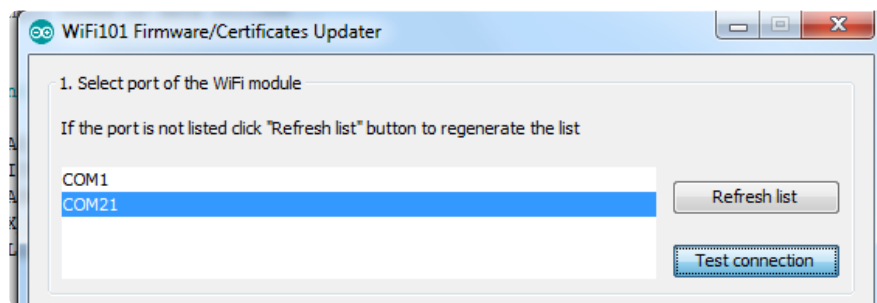 WiFi101 Firmware/Certificates Updater
1. Select port of the WiFi module
If the port is not listed click "Refresh list" button to regenerate the list
COM1
COM21
Refresh list
Test connection